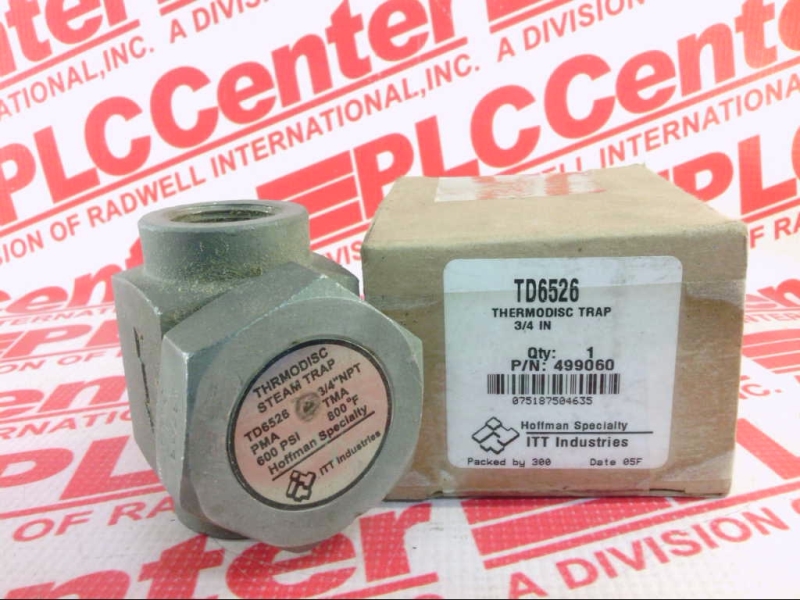 PLCCenter
A DIVISION OF RADWELL INTERNATIONAL, INC.
THRMODISC
STEAM TRAP
TD6526 3/4"NPT
PMA TMA
600 PSI 800 °F
Hoffman Specialty
ITT Industries
TD6526
THERMODISC TRAP
3/4 IN
Qty: 1
P/N: 499060
075187504635
Hoffman Specialty
ITT Industries
Packed by 300 Date 05F